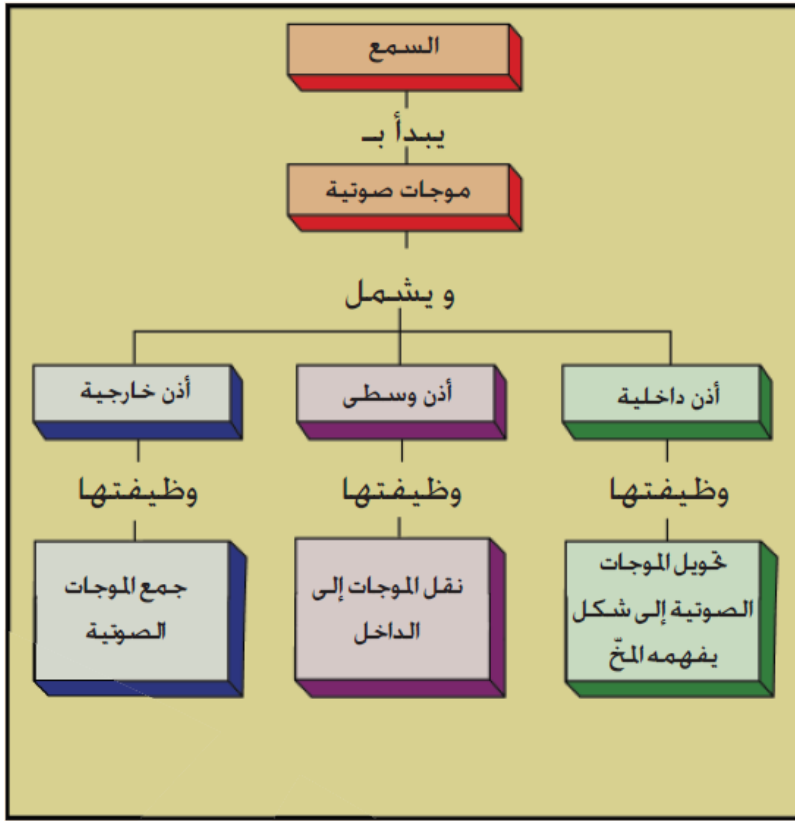 السمع
يبدأ بـ
موجات صوتية
و يشمل
أذن داخلية
أذن وسطى
أذن خارجية
وظيفتها
وظيفتها
وظيفتها
تحويل الموجات
الصوتية إلى شكل
يفهمه المخّ
نقل الموجات إلى
الداخل
جمع الموجات
الصوتية